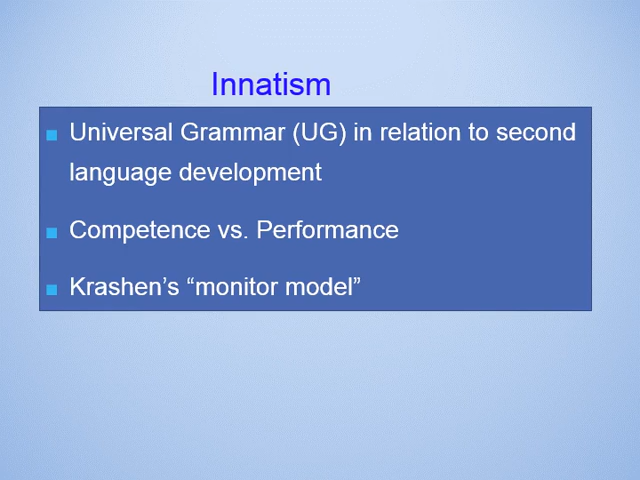 Innatism
Universal Grammar (UG) in relation to second
language development
Competence vs. Performance
Krashen’s “monitor model”